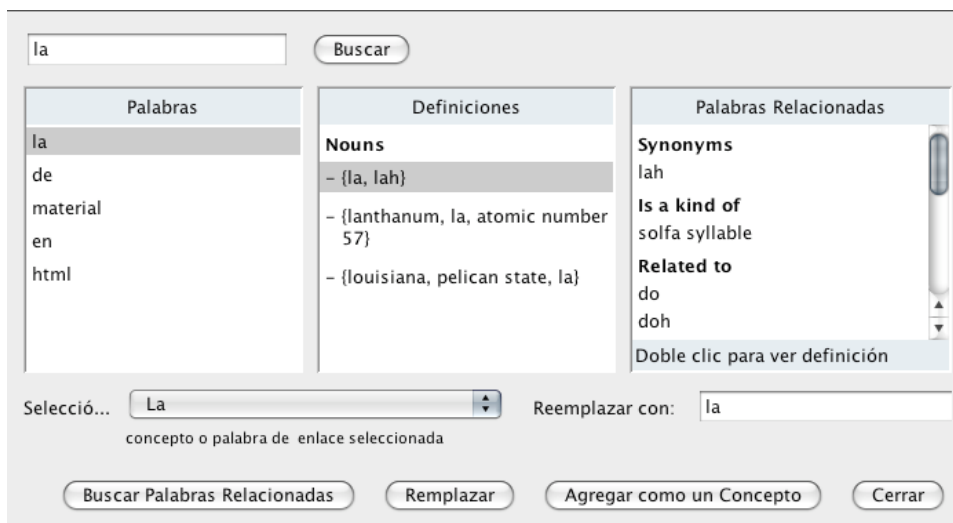 la
Buscar
Palabras
la
de
material
en
html
Definiciones
Nouns
– {la, lah}
– {lanthanum, la, atomic number
57}
– {louisiana, pelican state, la}
Palabras Relacionadas
Synonyms
lah
Is a kind of
solfa syllable
Related to
do
doh
Doble clic para ver definición
Selecció... La
Reemplazar con: la
concepto o palabra de enlace seleccionada
Buscar Palabras Relacionadas
Remplazar
Agregar como un Concepto
Cerrar